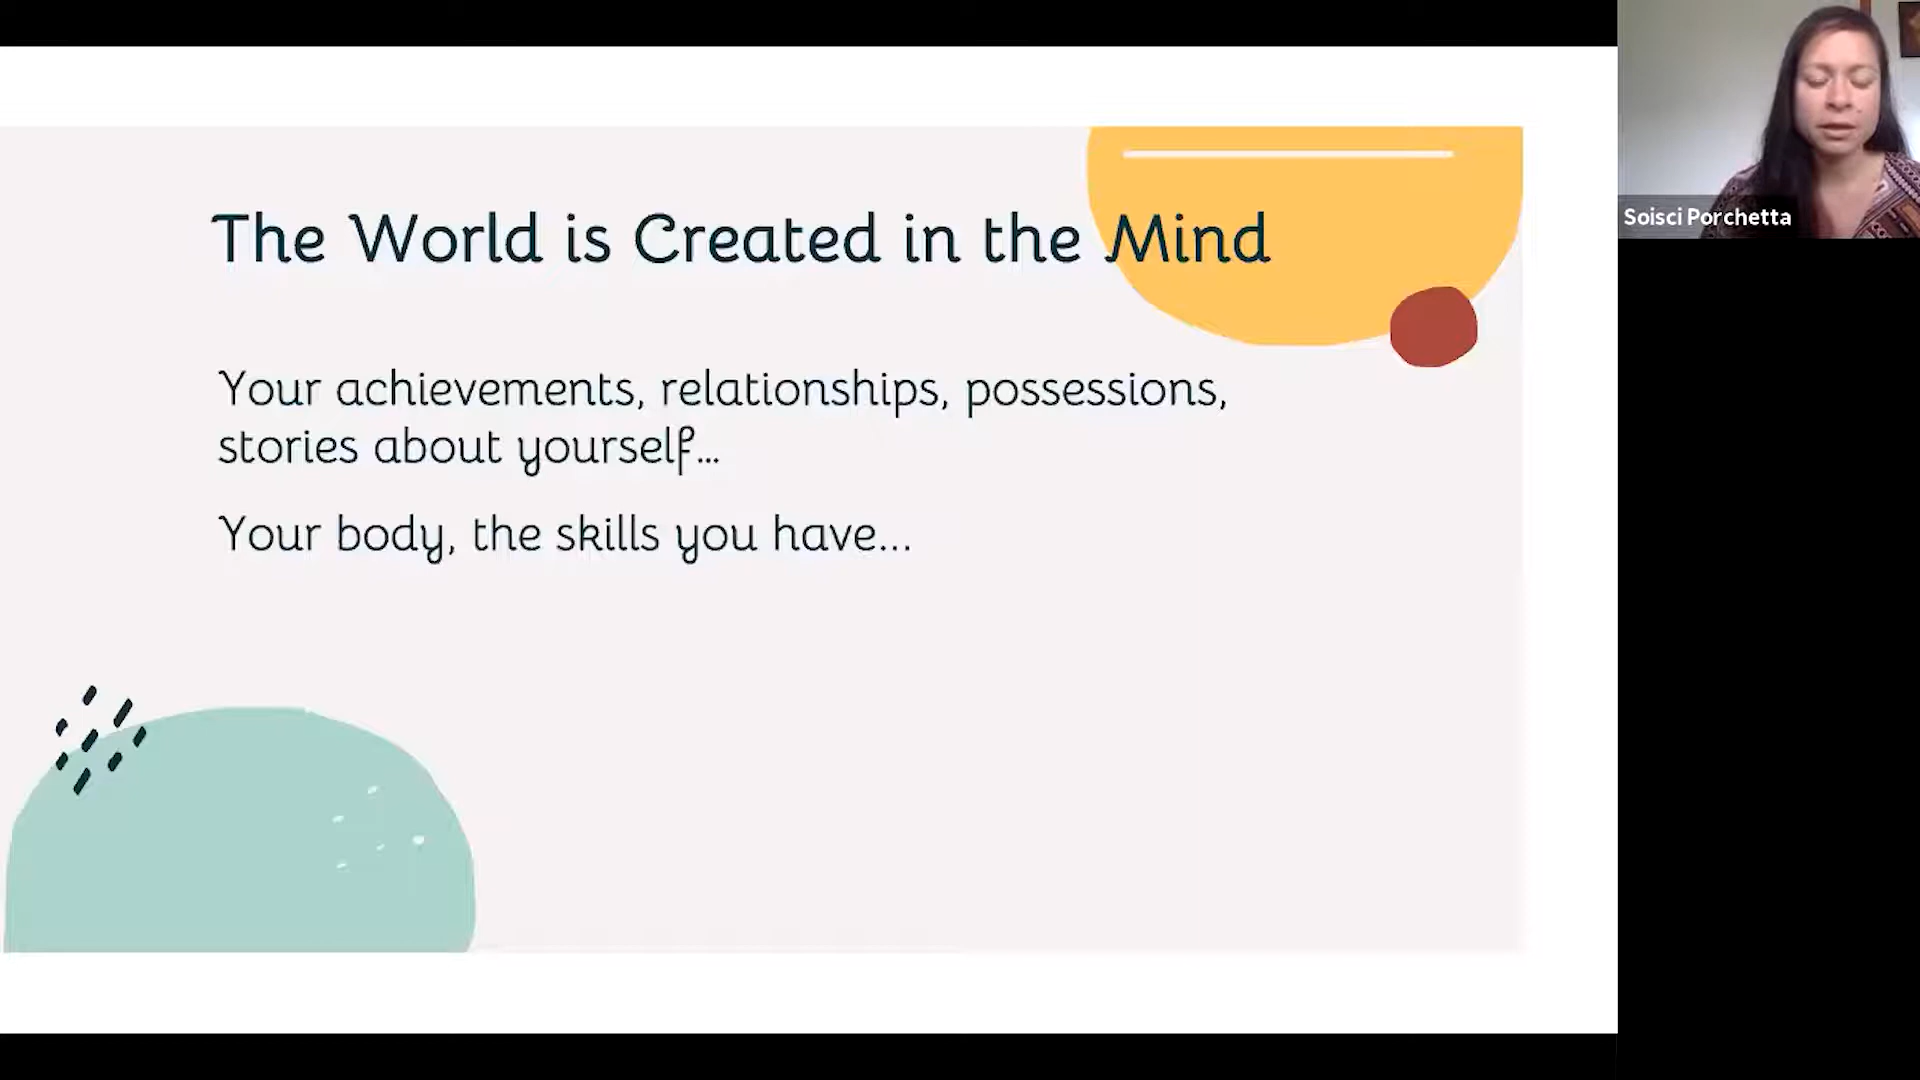 The World is Created in the Mind
Your achievements, relationships, possessions,
stories about yourself...
Your body, the skills you have...
Soisci Porchetta